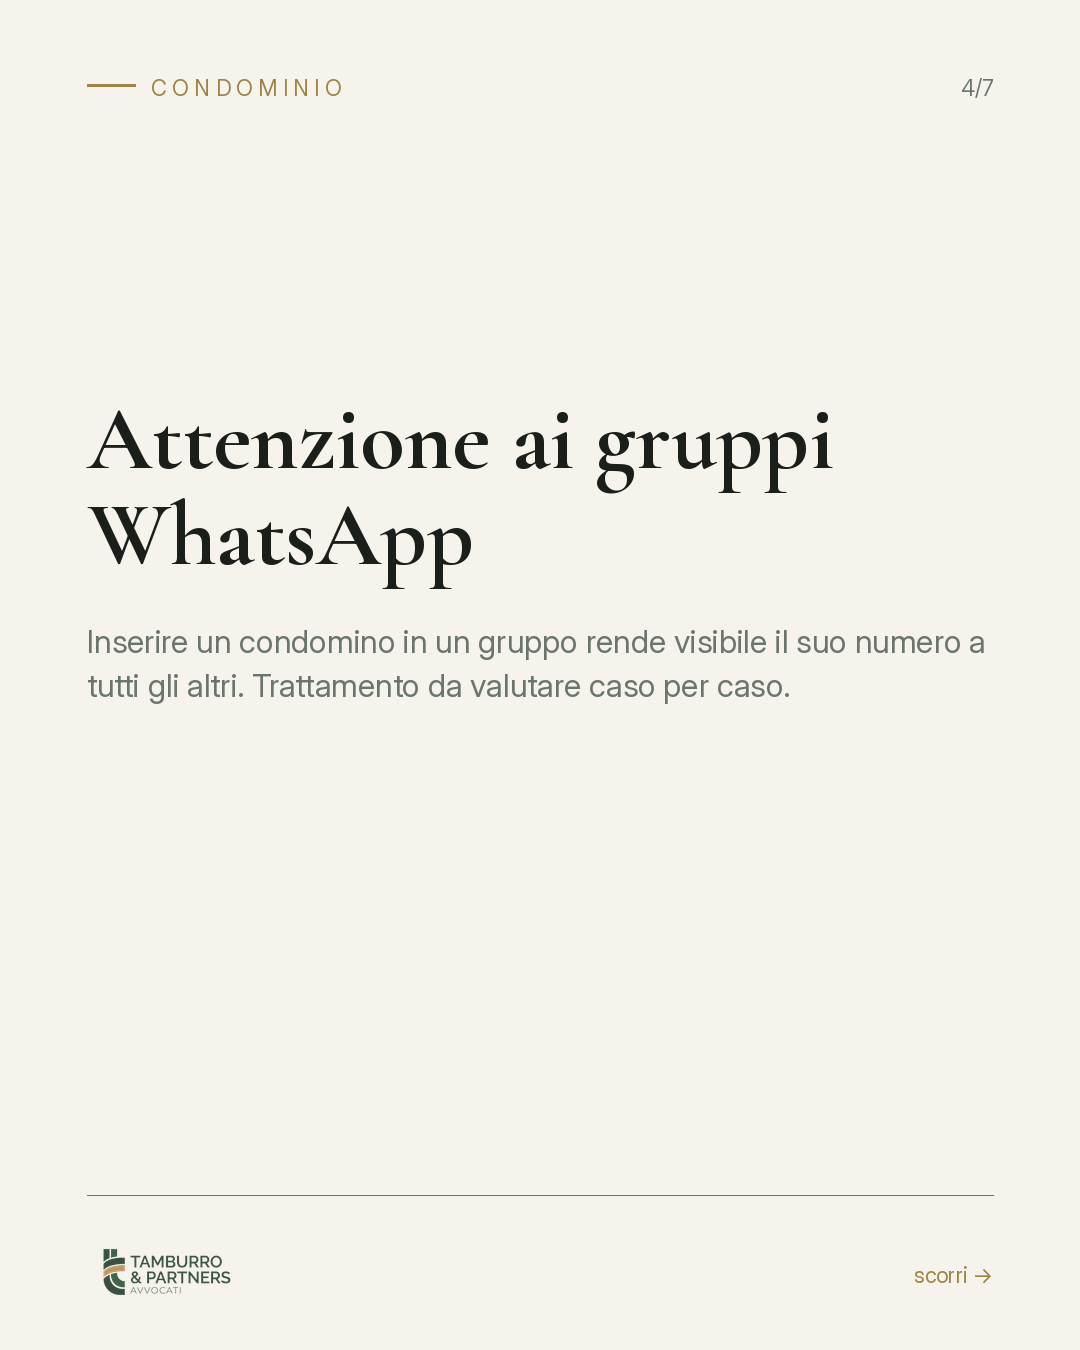 CONDOMINIO
4/7
Attenzione ai gruppi
WhatsApp
Inserire un condomino in un gruppo rende visibile il suo numero a
tutti gli altri. Trattamento da valutare caso per caso.
TAMBURRO
& PARTNERS
AVVOCATI
scorri →